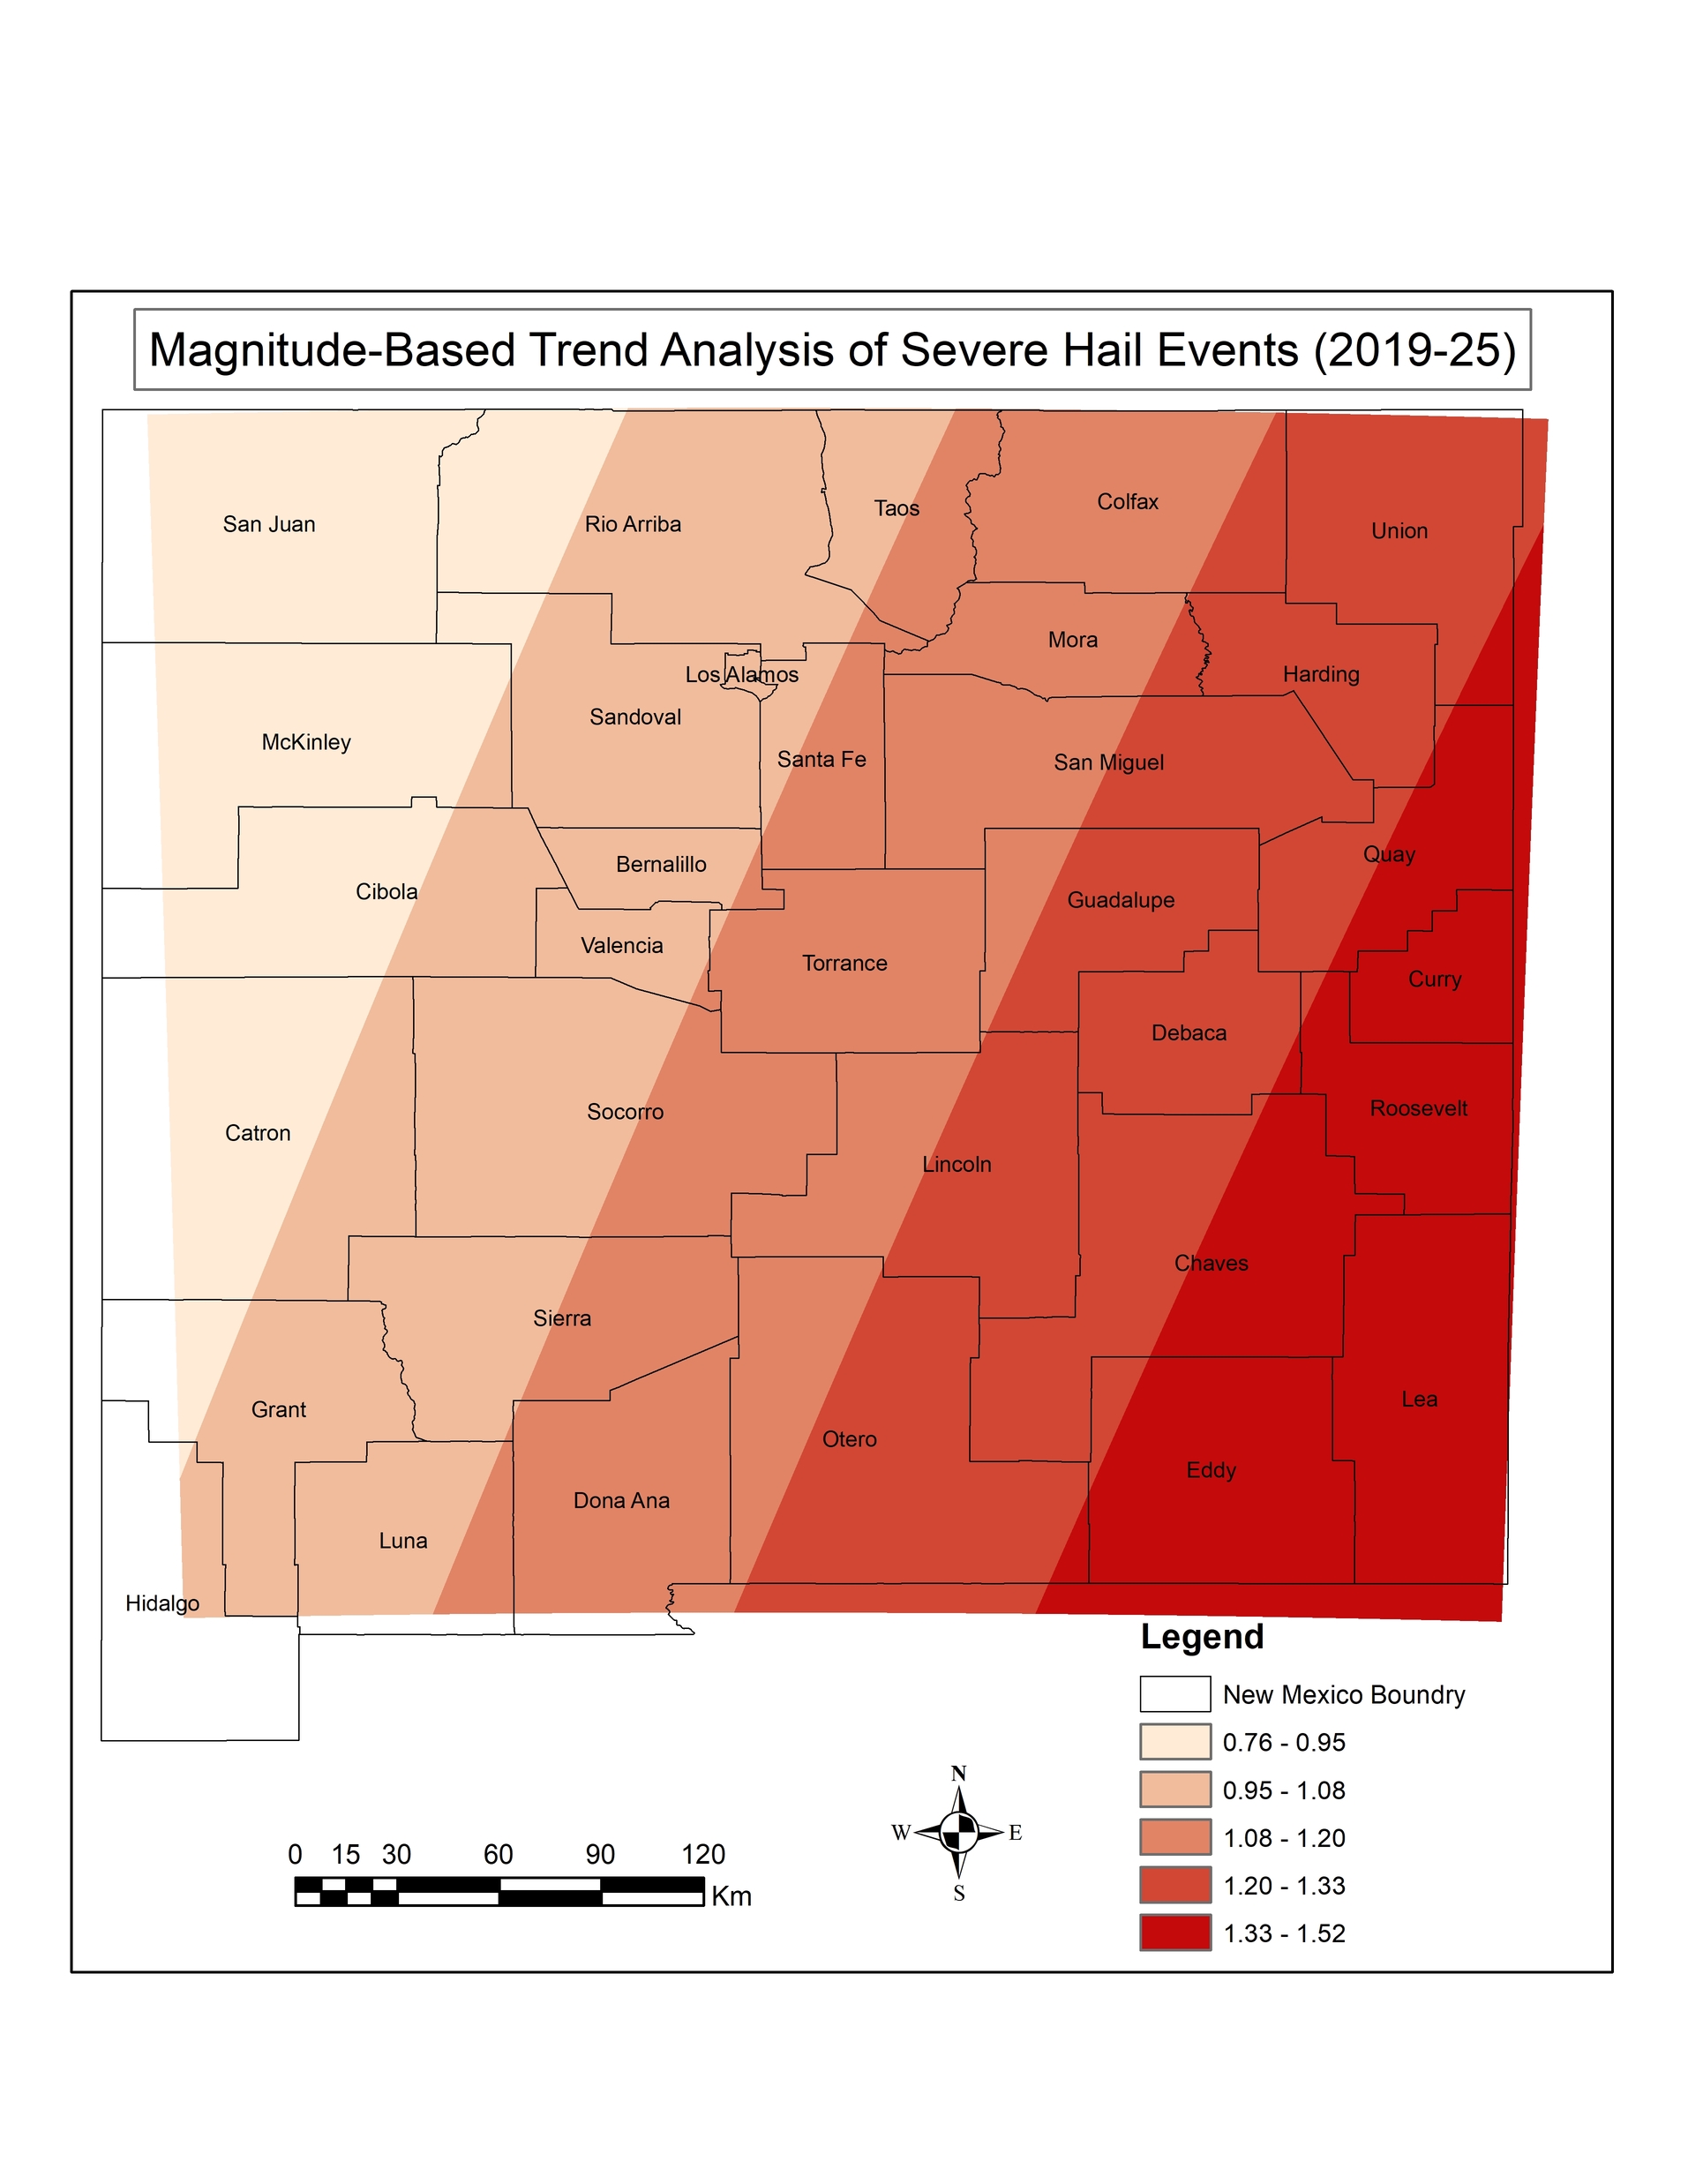 Magnitude-Based Trend Analysis of Severe Hail Events (2019-25)
San Juan
Rio Arriba
Taos
Colfax
Union
Mora
Harding
Los Alamos
Sandoval
McKinley
Santa Fe
San Miguel
Bernalillo
Quay
Cibola
Guadalupe
Valencia
Torrance
Curry
Debaca
Catron
Socorro
Roosevelt
Lincoln
Chaves
Sierra
Grant
Lea
Otero
Eddy
Dona Ana
Luna
Hidalgo
Legend
New Mexico Boundry
0.76 - 0.95
0.95 - 1.08
1.08 - 1.20
1.20 - 1.33
1.33 - 1.52
N
W E
S
0 15 30 60 90 120
Km